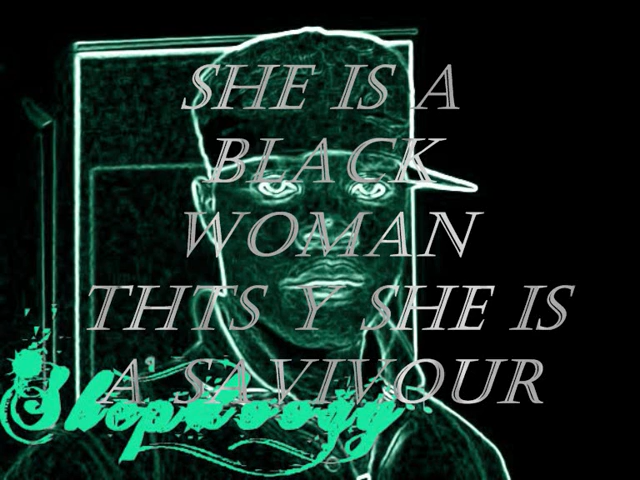 SHE IS A
BLACK
WOMAN
THTS Y SHE IS
A SAVIVOUR